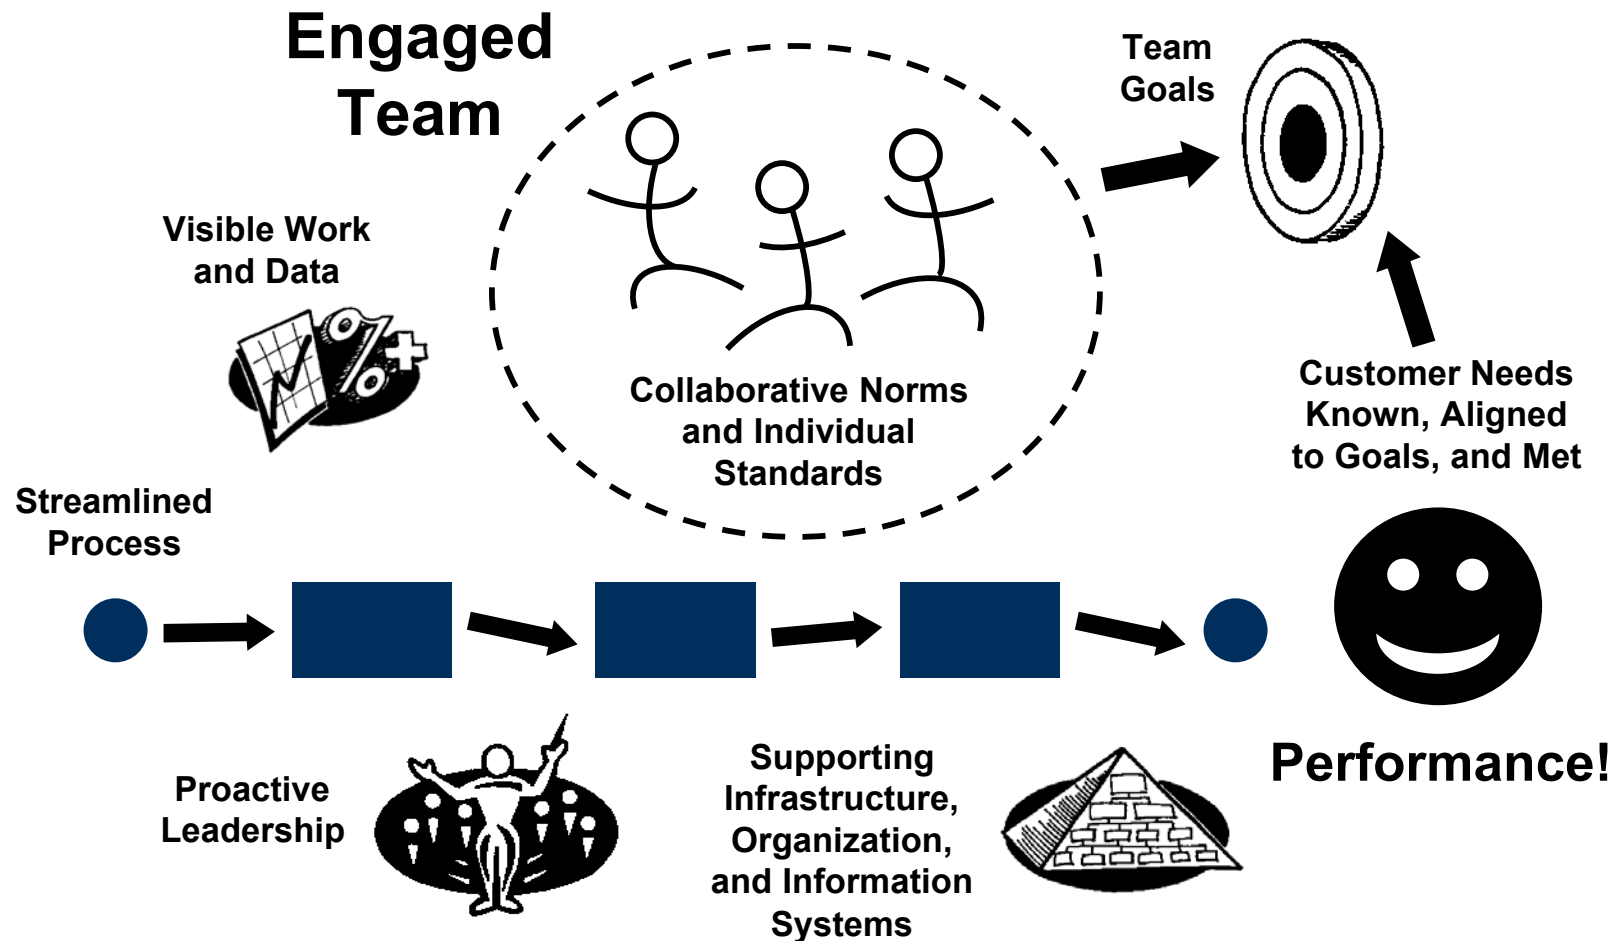 Engaged
Team
Team
Goals
Visible Work
and Data
%
+
Collaborative Norms
and Individual
Standards
Customer Needs
Known, Aligned
to Goals, and Met
Streamlined
Process
Performance!
Proactive
Leadership
Supporting
Infrastructure,
Organization,
and Information
Systems